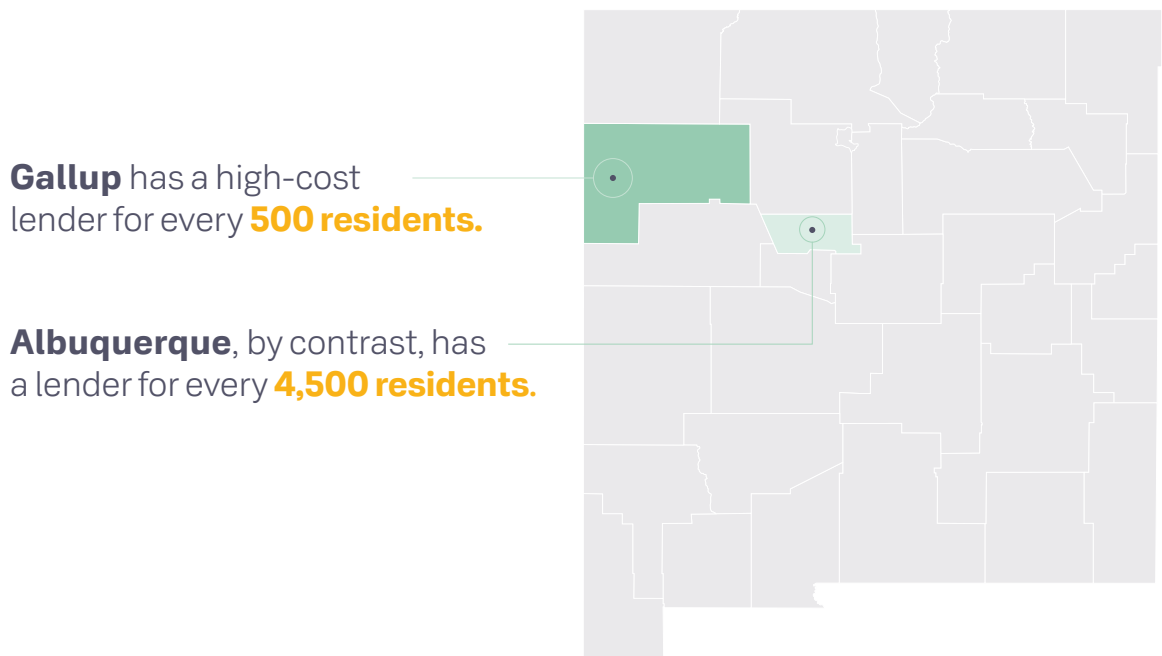 Gallup has a high-cost
lender for every 500 residents.
Albuquerque, by contrast, has
a lender for every 4,500 residents.